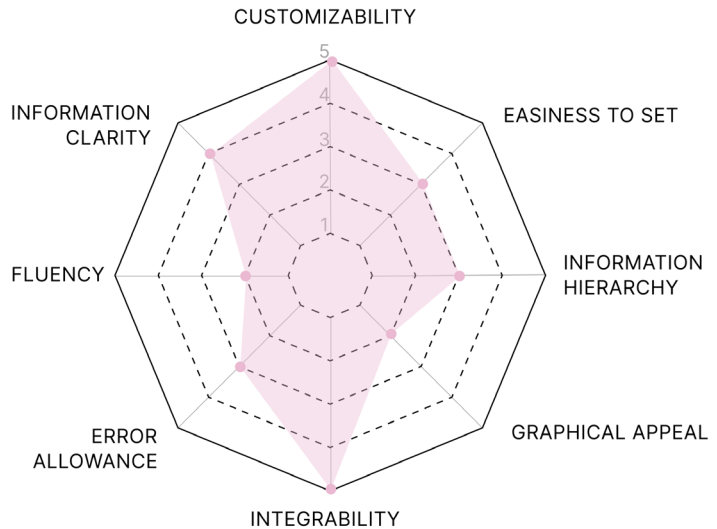 CUSTOMIZABILITY
5
4
3
2
1
EASINESS TO SET
INFORMATION
HIERARCHY
GRAPHICAL APPEAL
INTEGRABILITY
ERROR
ALLOWANCE
FLUENCY
INFORMATION
CLARITY